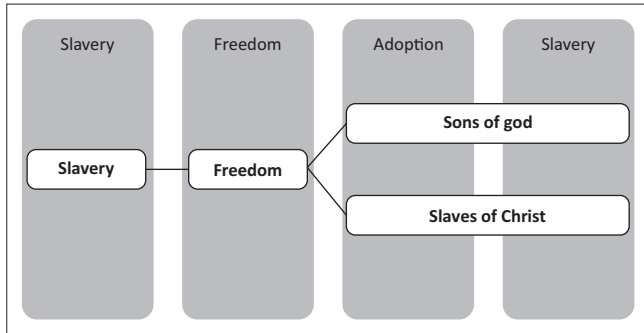 Slavery
Freedom
Adoption
Slavery
Sons of god
Slavery
Freedom
Slaves of Christ